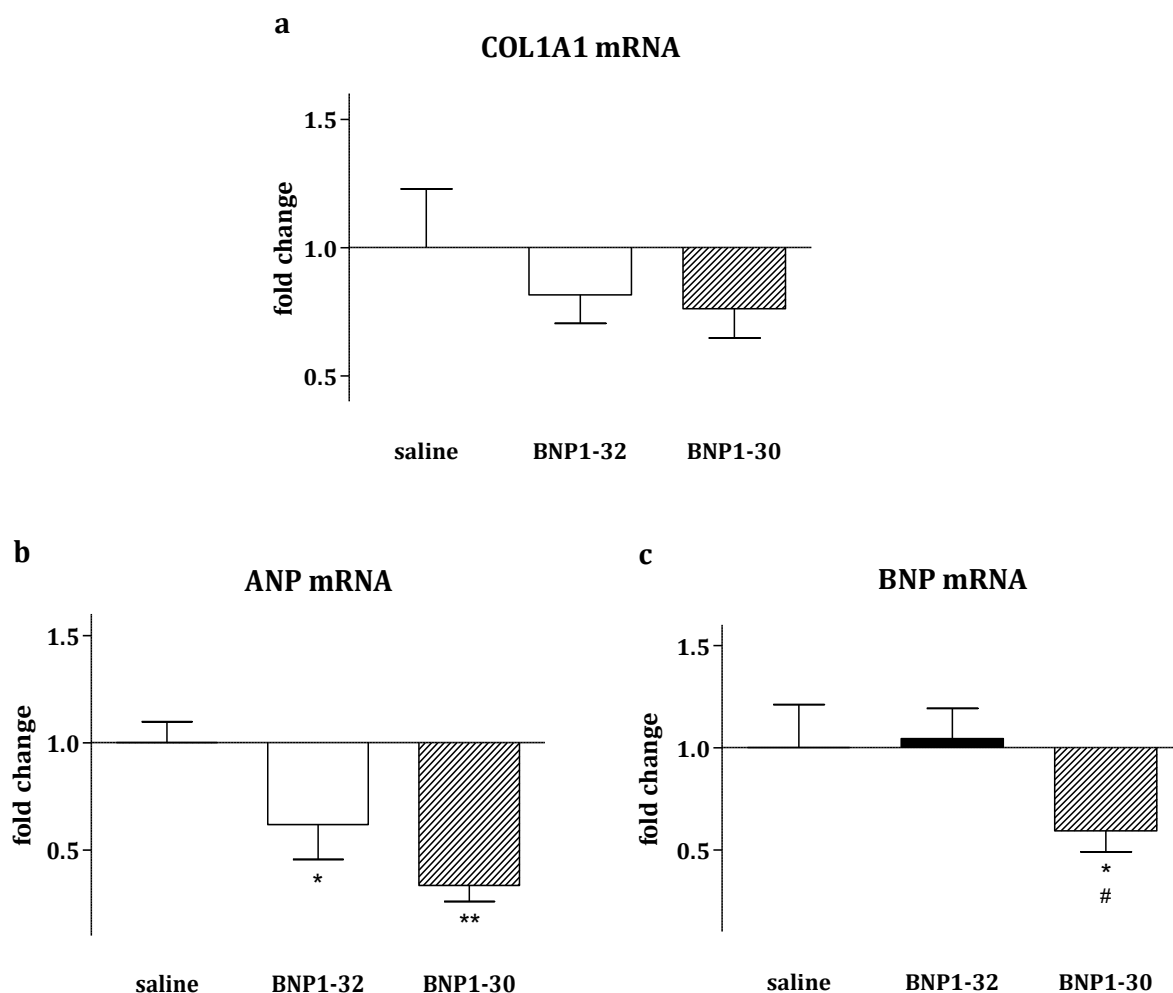 a
COL1A1 mRNA
fold change
1.5
1.0
0.5
saline BNP1-32 BNP1-30
b
ANP mRNA
fold change
1.5
1.0
0.5
*
**
saline BNP1-32 BNP1-30
c
BNP mRNA
fold change
1.5
1.0
0.5
*
#
saline BNP1-32 BNP1-30